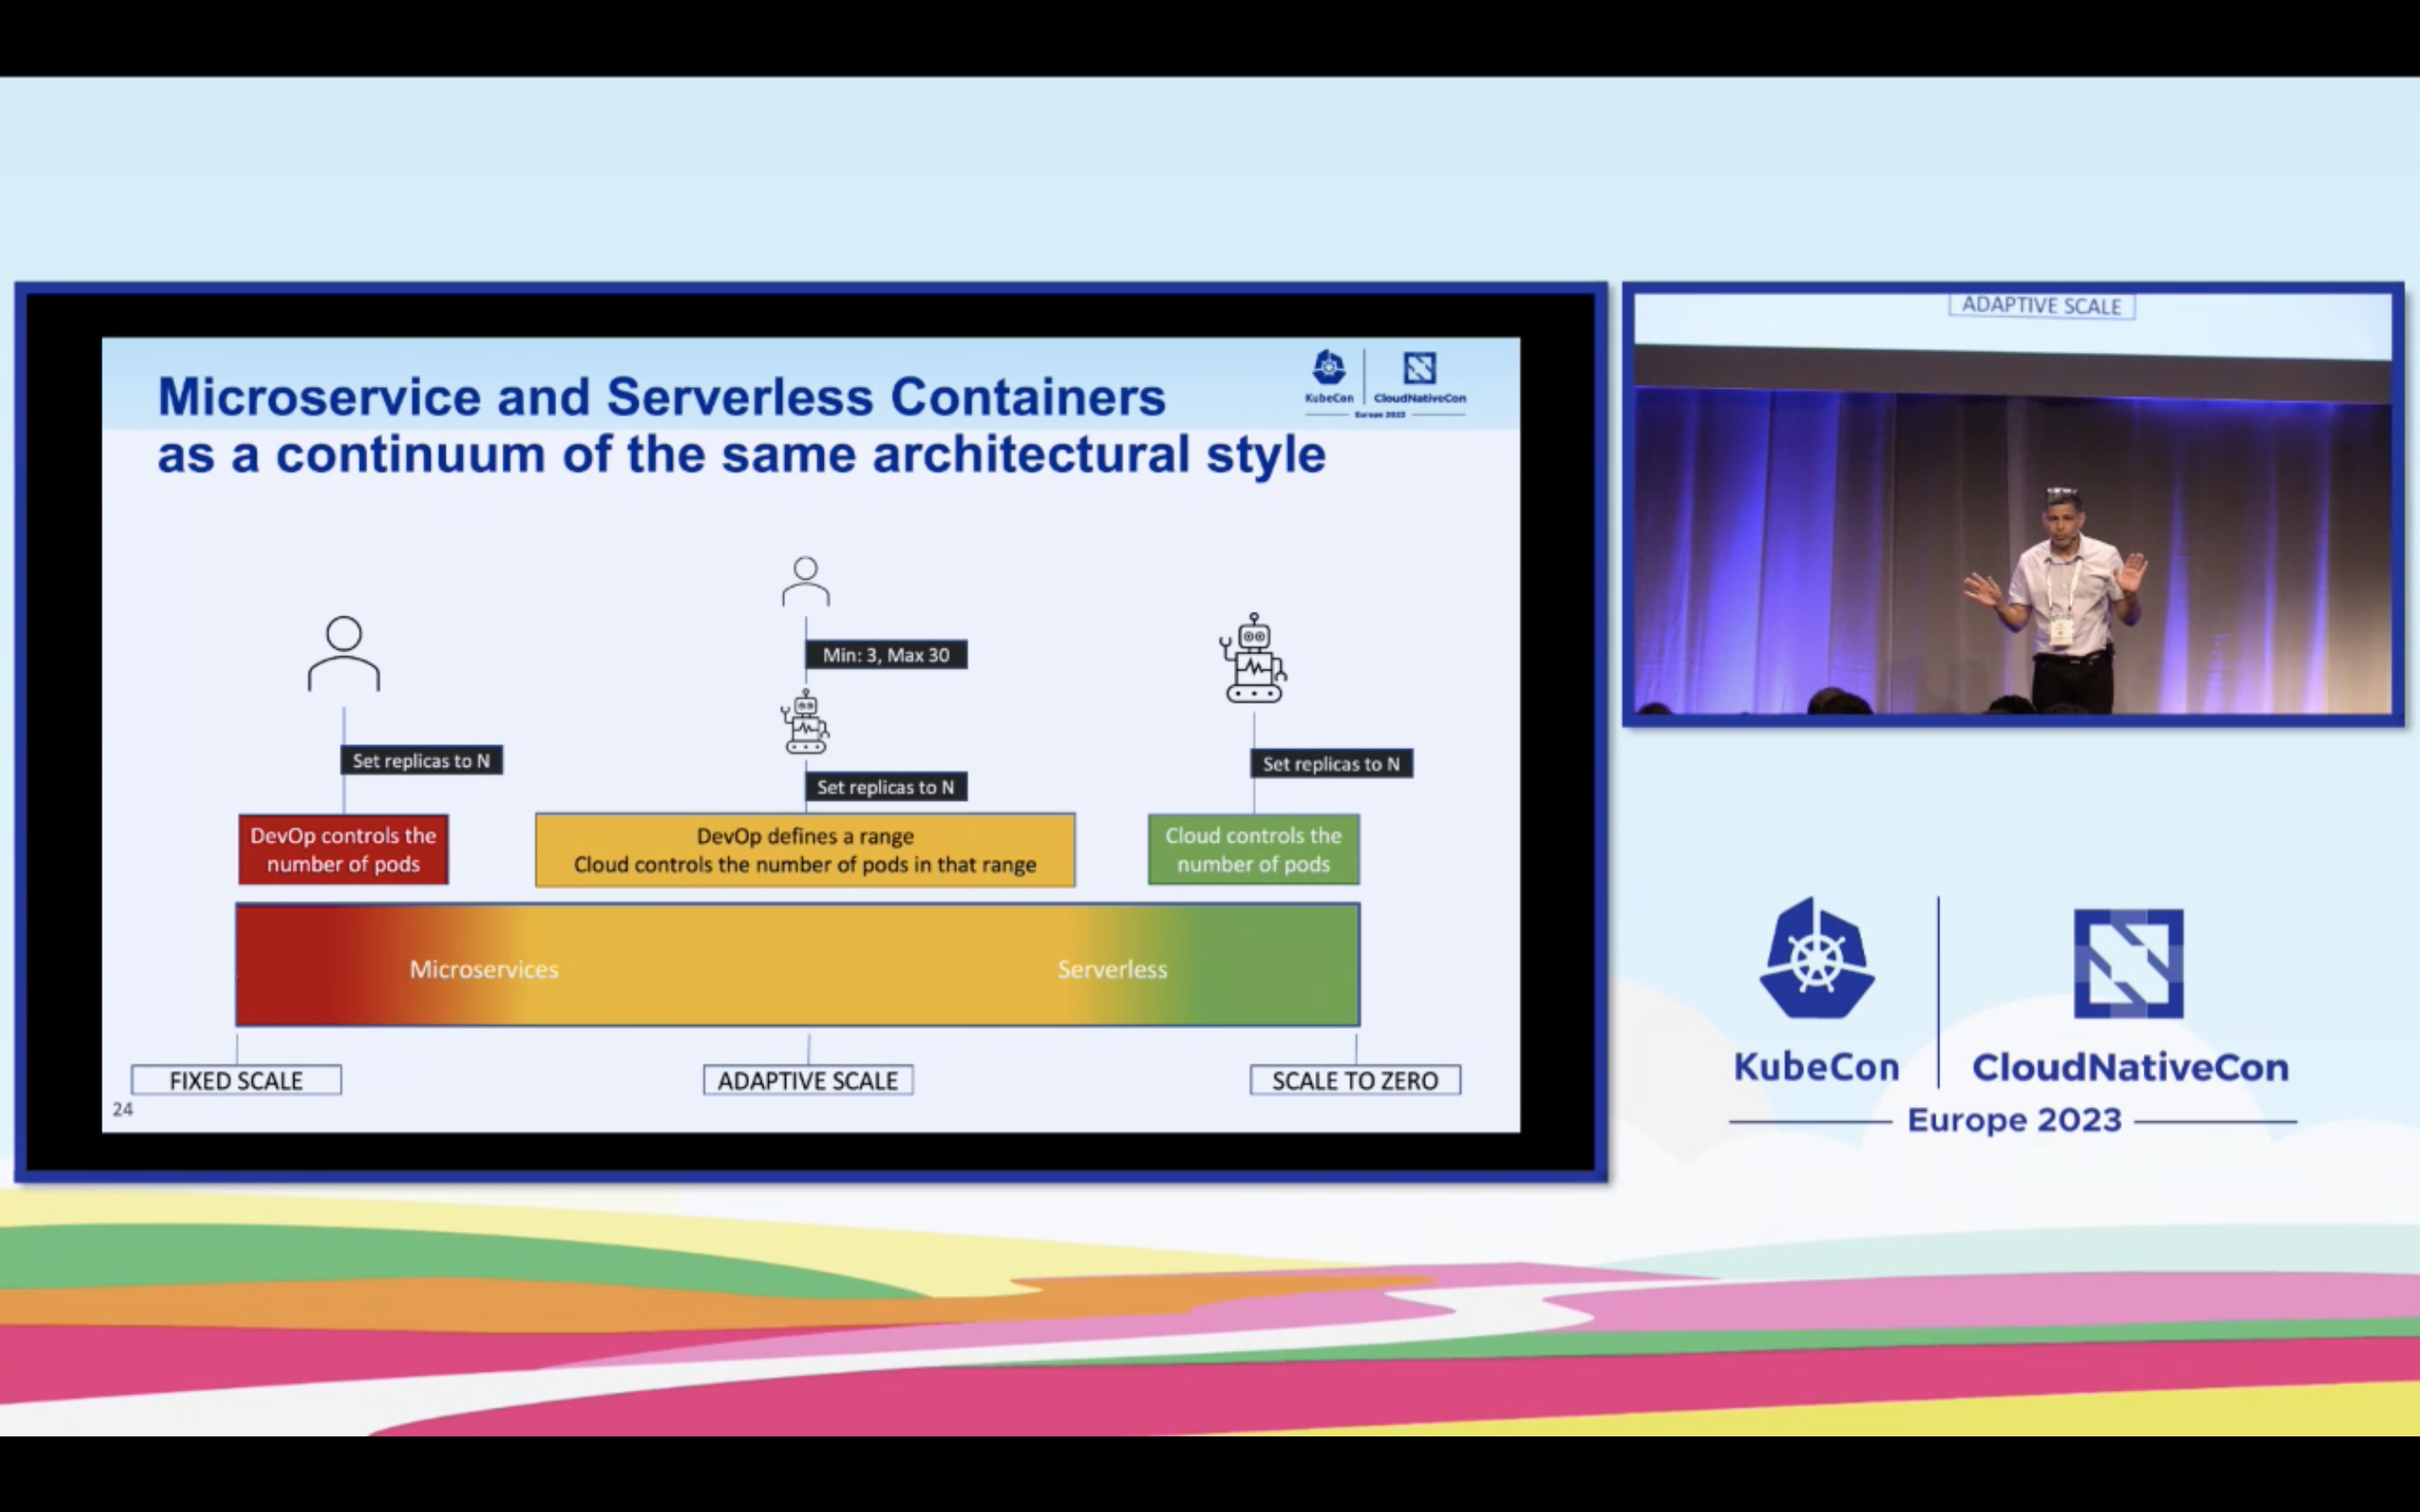 Microservice and Serverless Containers
as a continuum of the same architectural style
KubeCon
CloudNativeCon
Europe 2023
Min: 3, Max 30
Set replicas to N
Set replicas to N
Set replicas to N
DevOp controls the
number of pods
DevOp defines a range
Cloud controls the number of pods in that range
Cloud controls the
number of pods
Microservices
Serverless
FIXED SCALE
ADAPTIVE SCALE
SCALE TO ZERO
24
ADAPTIVE SCALE
KubeCon
CloudNativeCon
Europe 2023